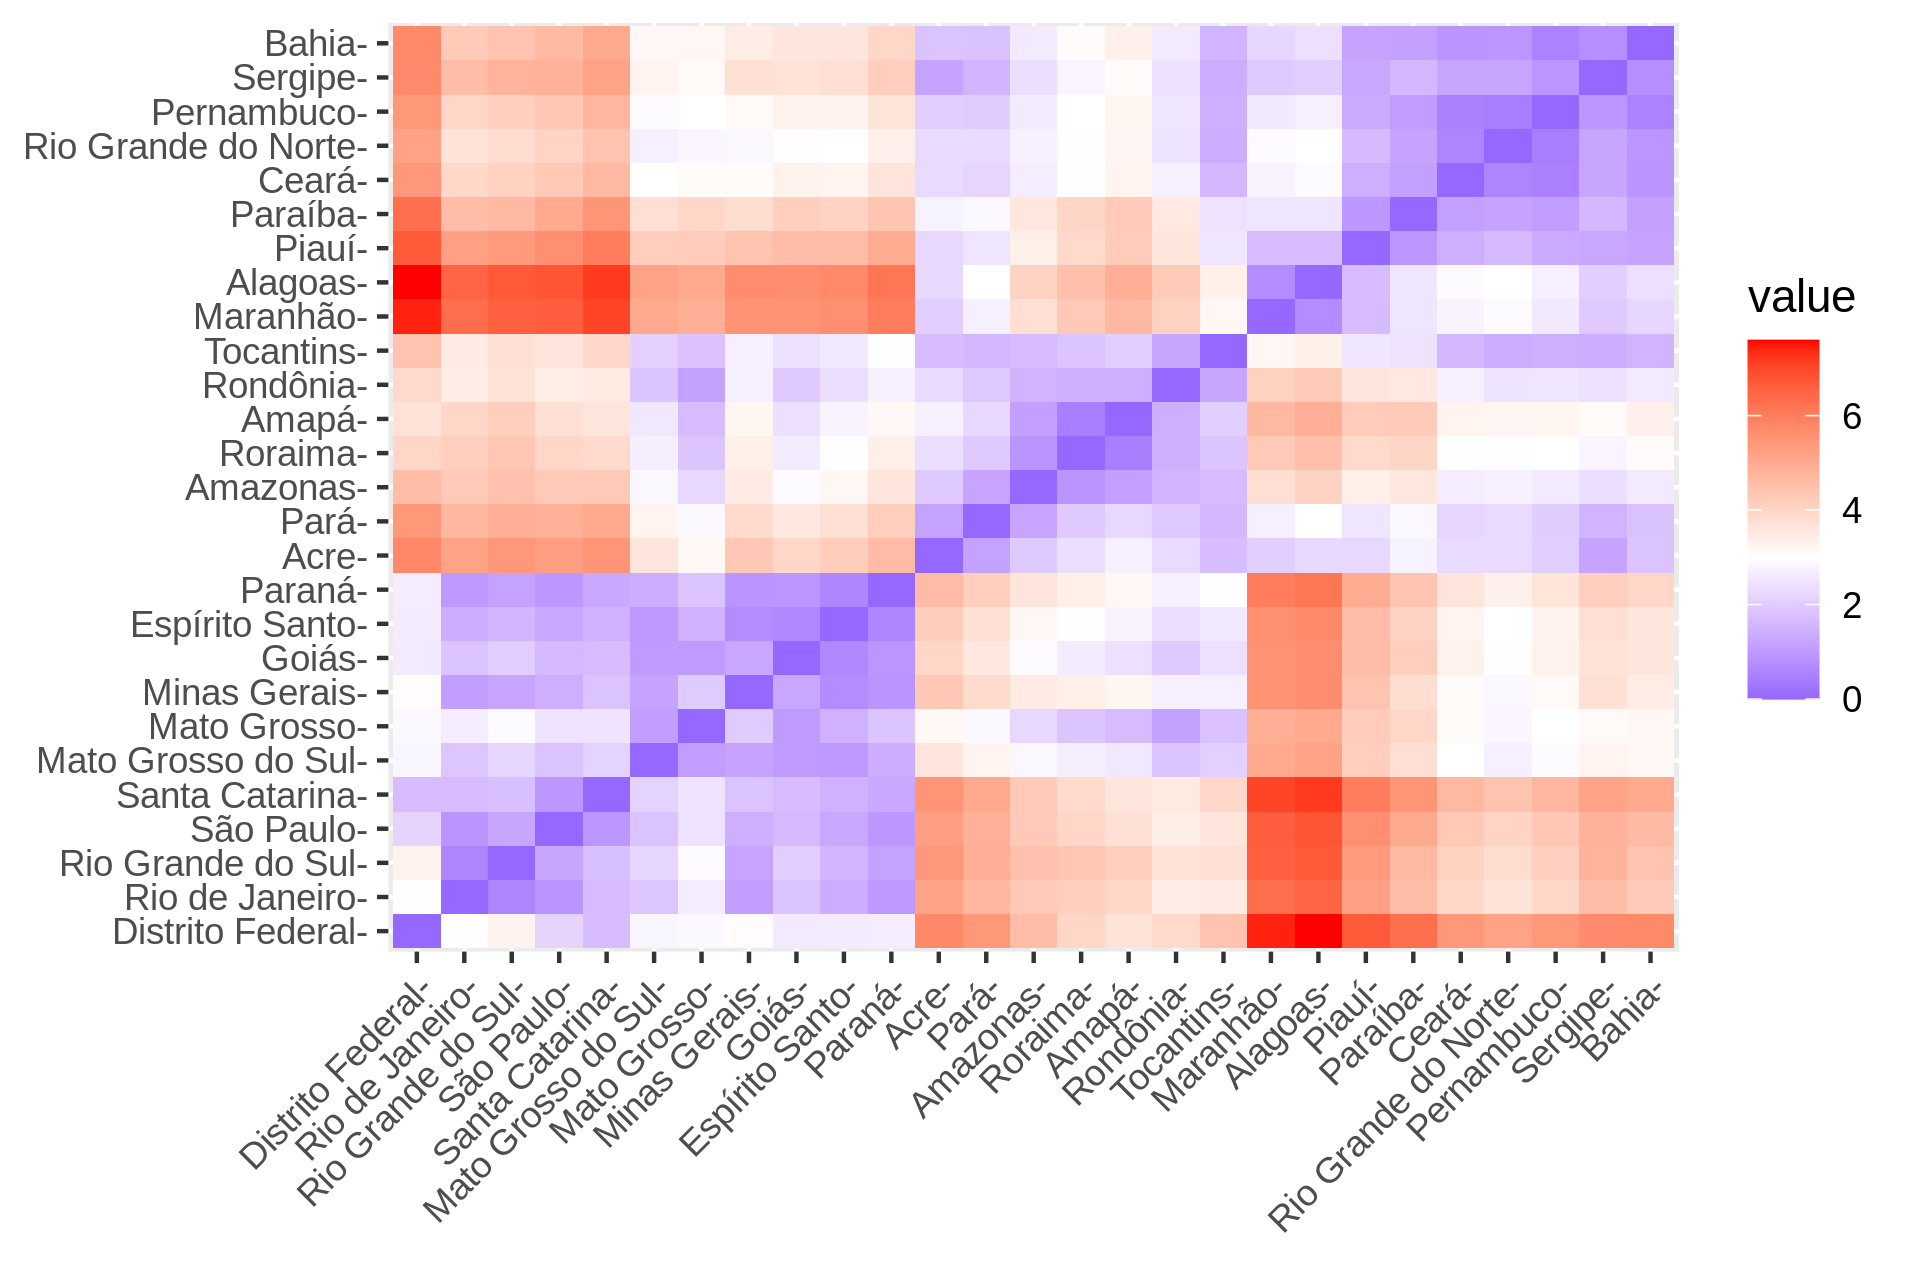 Bahia-
Sergipe-
Pernambuco-
Rio Grande do Norte-
Ceará-
Paraíba-
Piauí-
Alagoas-
Maranhão-
Tocantins-
Rondônia-
Amapá-
Roraima-
Amazonas-
Pará-
Acre-
Paraná-
Espírito Santo-
Goiás-
Minas Gerais-
Mato Grosso-
Mato Grosso do Sul-
Santa Catarina-
São Paulo-
Rio Grande do Sul-
Rio de Janeiro-
Distrito Federal-
Distrito Federal-
Rio de Janeiro-
Rio Grande do Sul-
São Paulo-
Santa Catarina-
Mato Grosso do Sul-
Mato Grosso-
Minas Gerais-
Goiás-
Espírito Santo-
Paraná-
Acre-
Pará-
Amazonas-
Roraima-
Amapá-
Rondônia-
Tocantins-
Maranhão-
Alagoas-
Piauí-
Paraíba-
Ceará-
Rio Grande do Norte-
Pernambuco-
Sergipe-
Bahia-
value
6
4
2
0